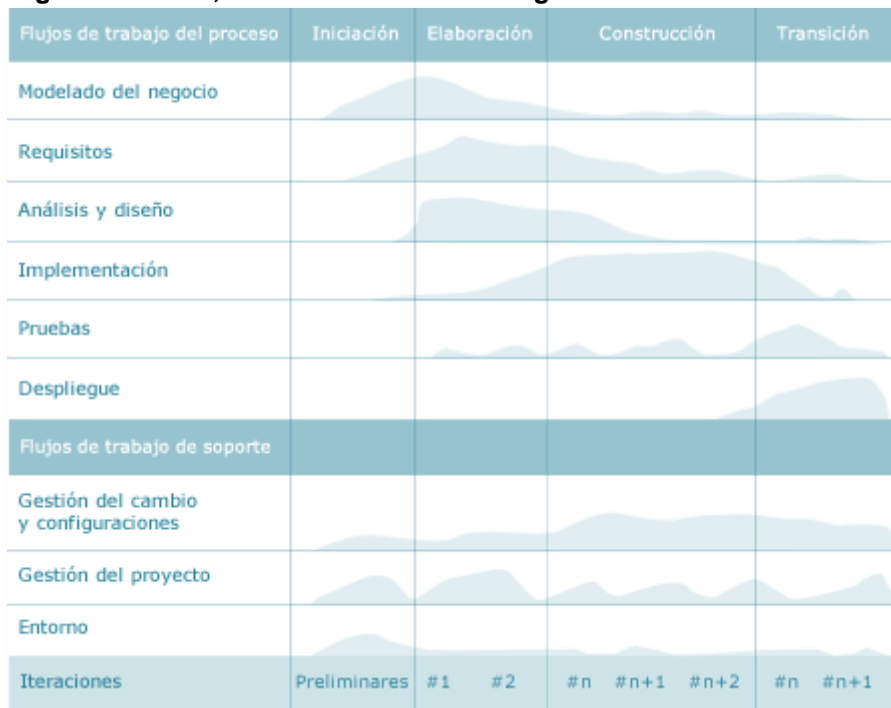 Flujos de trabajo del proceso Iniciación Elaboración Construcción Transición
Modelado del negocio
Requisitos
Análisis y diseño
Implementación
Pruebas
Despliegue
Flujos de trabajo de soporte
Gestión del cambio
y configuraciones
Gestión del proyecto
Entorno
Iteraciones Preliminares #1 #2 #n #n+1 #n+2 #n #n+1